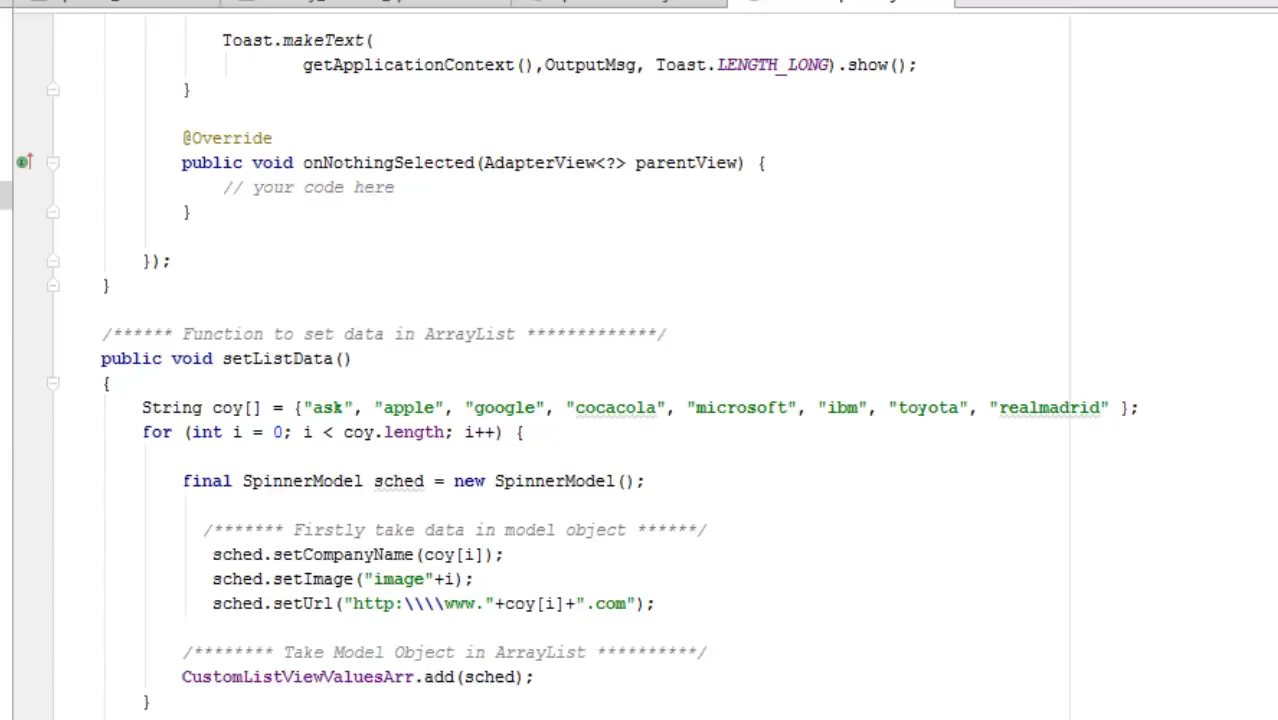 Toast.makeText(
getApplicationContext(),OutputMsg, Toast.LENGTH_LONG).show();
}
@Override
public void onNothingSelected(AdapterView<?> parentView) {
// your code here
}
});
}
/****** Function to set data in ArrayList *************/
public void setListData()
{
String coy[] = {"ask", "apple", "google", "cocacola", "microsoft", "ibm", "toyota", "realmadrid" };
for (int i = 0; i < coy.length; i++) {
final SpinnerModel sched = new SpinnerModel();
/******* Firstly take data in model object ******/
sched.setCompanyName(coy[i]);
sched.setImage("image"+i);
sched.setUrl("http:\\\\www."+coy[i]+".com");
/******** Take Model Object in ArrayList **********/
CustomListViewValuesArr.add(sched);
}